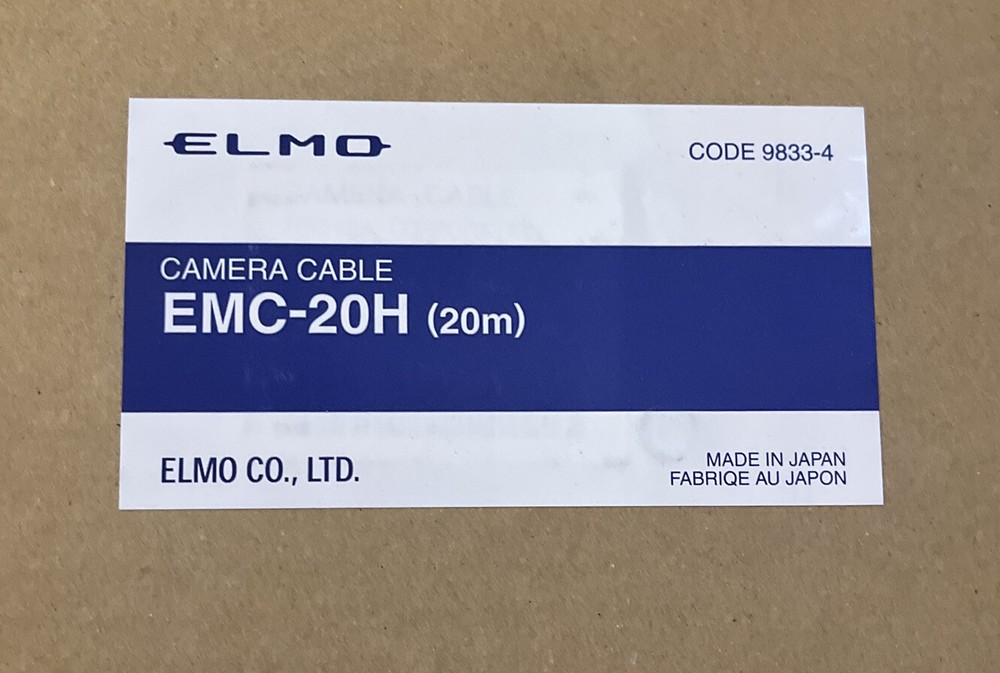 ELMO
CODE 9833-4
CAMERA CABLE
EMC-20H (20m)
ELMO CO., LTD.
MADE IN JAPAN
FABRIQE AU JAPON